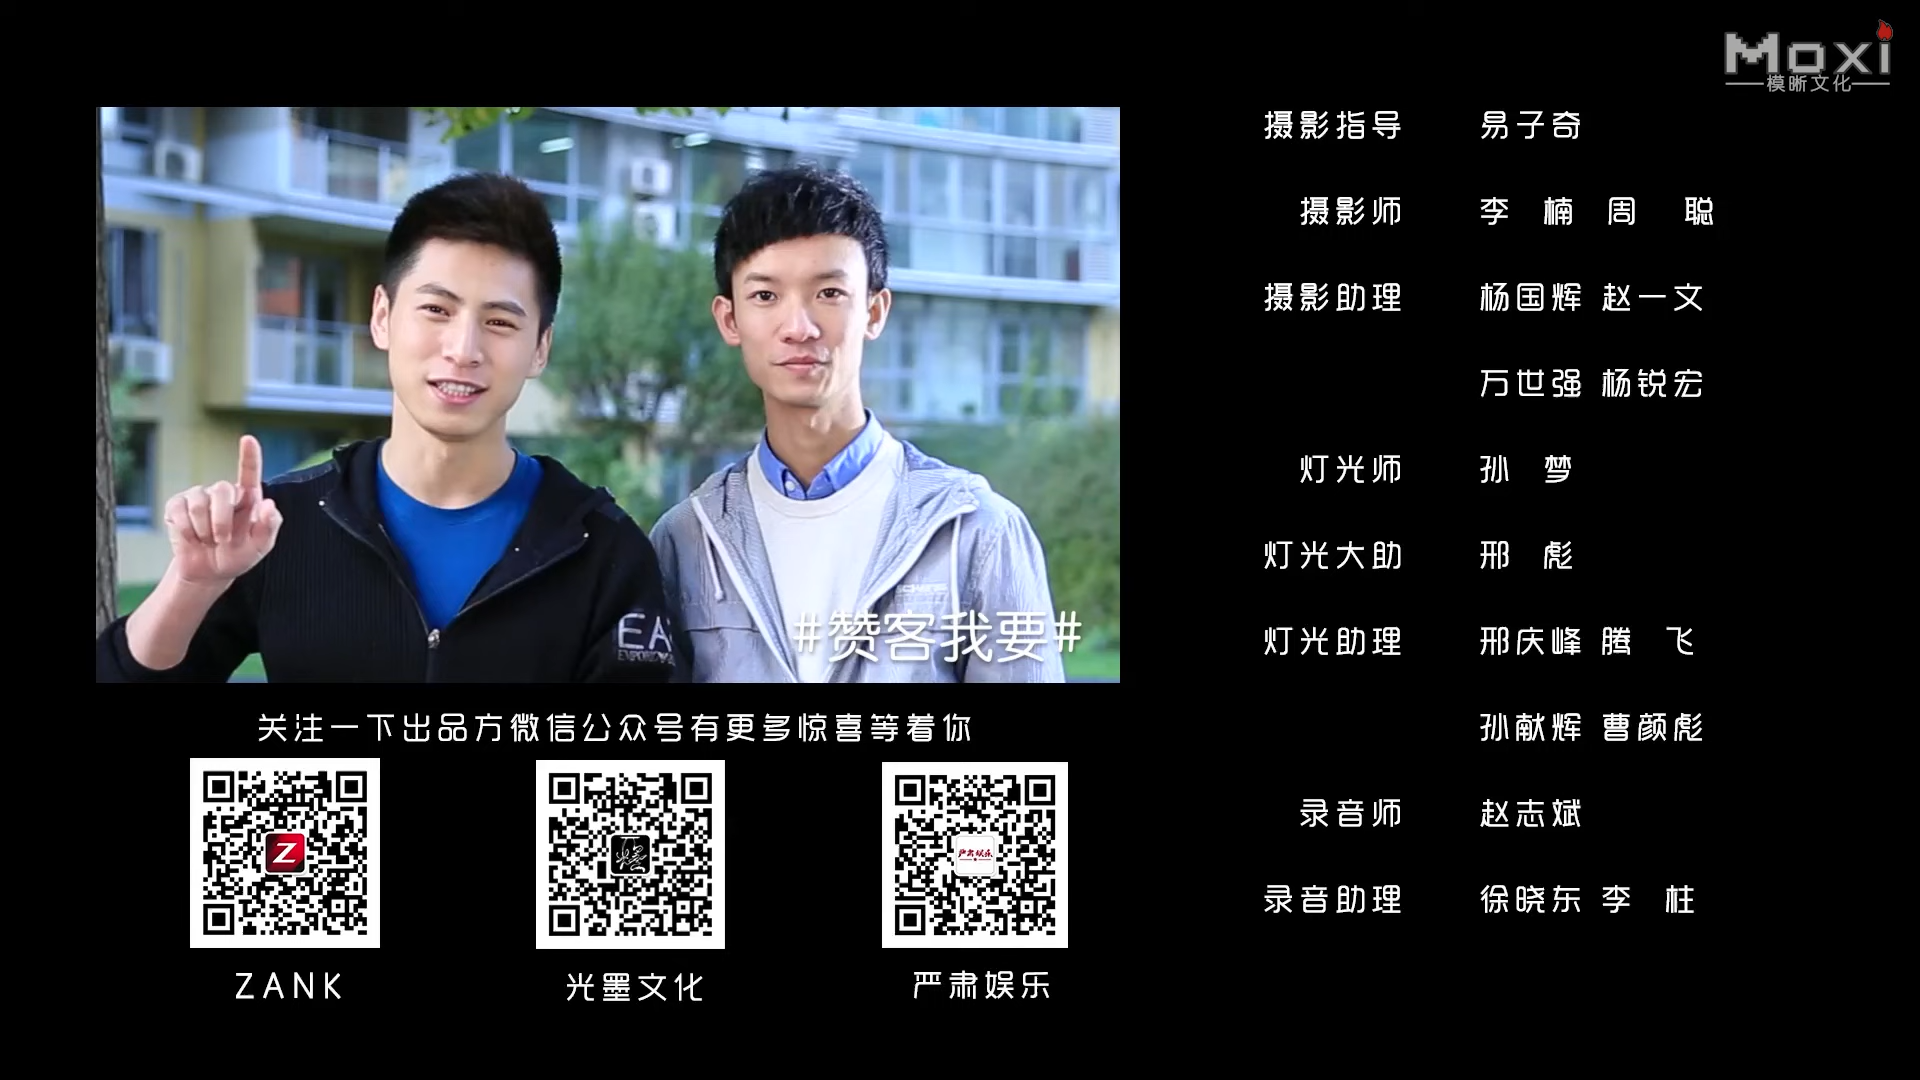 Moxi
模晰文化
摄影指导 易子奇
摄影师 李楠 周聪
摄影助理 杨国辉 赵一文
万世强 杨锐宏
灯光师 孙梦
灯光大助 邢彪
灯光助理 邢庆峰 腾飞
孙献辉 曹颜彪
录音师 赵志斌
录音助理 徐晓东 李柱
EA
#赞客我要#
关注一下出品方微信公众号有更多惊喜等着你
Z
严肃娱乐
ZANK
光墨文化
严肃娱乐